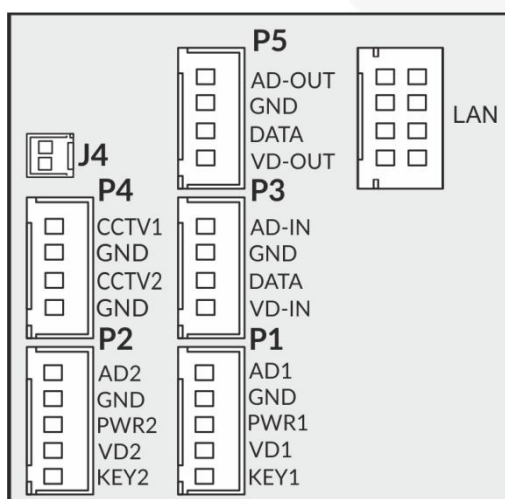 P5
AD-OUT
GND
DATA
VD-OUT
LAN
J4
P4
CCTV1
GND
CCTV2
GND
P3
AD-IN
GND
DATA
VD-IN
P2
AD2
GND
PWR2
VD2
KEY2
P1
AD1
GND
PWR1
VD1
KEY1